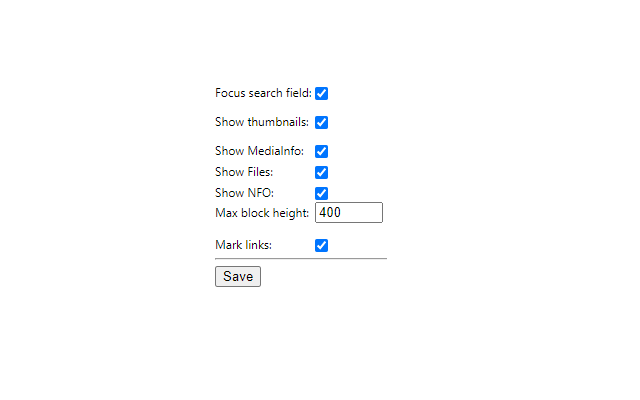 Focus search field:
Show thumbnails:
Show MediaInfo:
Show Files:
Show NFO:
Max block height: 400
Mark links:
Save